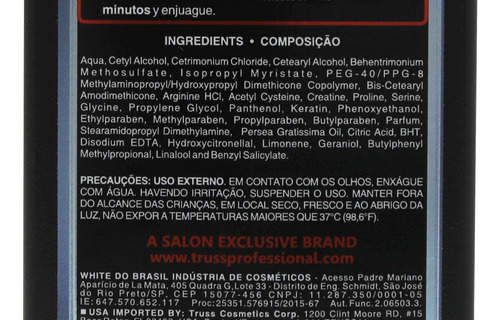 minutos y enjuague.
INGREDIENTS • COMPOSIÇÃO
Aqua, Cetyl Alcohol, Cetrimonium Chloride, Cetearyl Alcohol, Behentrimonium
Methosulfate, Isopropyl Myristate, PEG-40/PPG-8
Methylaminopropyl/Hydroxypropyl Dimethicone Copolymer, Bis-Cetearyl
Amodimethicone, Arginine HCl, Acetyl Cysteine, Creatine, Proline, Serine,
Glycine, Propylene Glycol, Panthenol, Keratin, Phenoxyethanol,
Ethylparaben, Methylparaben, Propylparaben, Butylparaben, Parfum,
Stearamidopropyl Dimethylamine, Persea Gratissima Oil, Citric Acid, BHT,
Disodium EDTA, Hydroxycitronellal, Limonene, Geraniol, Butylphenyl
Methylpropional, Linalool and Benzyl Salicylate.
PRECAUÇÕES: USO EXTERNO. EM CONTATO COM OS OLHOS, ENXÁGUE
COM ÁGUA. HAVENDO IRRITAÇÃO, SUSPENDER O USO. MANTER FORA
DO ALCANCE DAS CRIANÇAS, EM LOCAL SECO, FRESCO E AO ABRIGO DA
LUZ, NÃO EXPOR A TEMPERATURAS MAIORES QUE 37°C (98,6°F).
A SALON EXCLUSIVE BRAND
www.trussprofessional.com
WHITE DO BRASIL INDÚSTRIA DE COSMÉTICOS - Acesso Padre Mariano
Aparício de La Mata, 405 Quadra G, Lote 33 - Distrito de Eng. Schmidt, São José
do Rio Preto/SP, CEP 15077-456 CNPJ: 11.287.350/0001-05
IE: 647.570.652.117 Proc: 25351.579765/2015-67 Aut. Func: 2.06503.3.
■ USA IMPORTED BY: Truss Cosmetics Corp. 1200 Clint Moore RD, #15